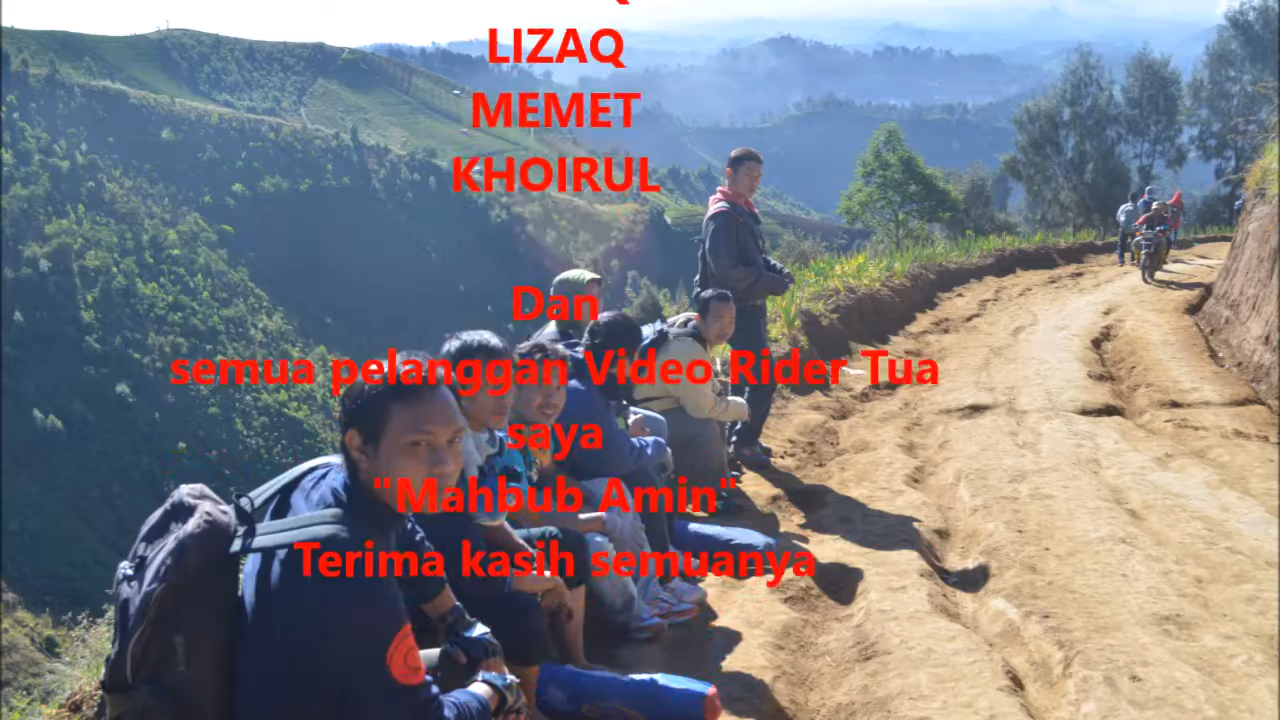 LIZAQ
MEMET
KHOIRUL
Dan
semua pelanggan Video Rider Tua
saya
"Mahbub Amin"
Terima kasih semuanya